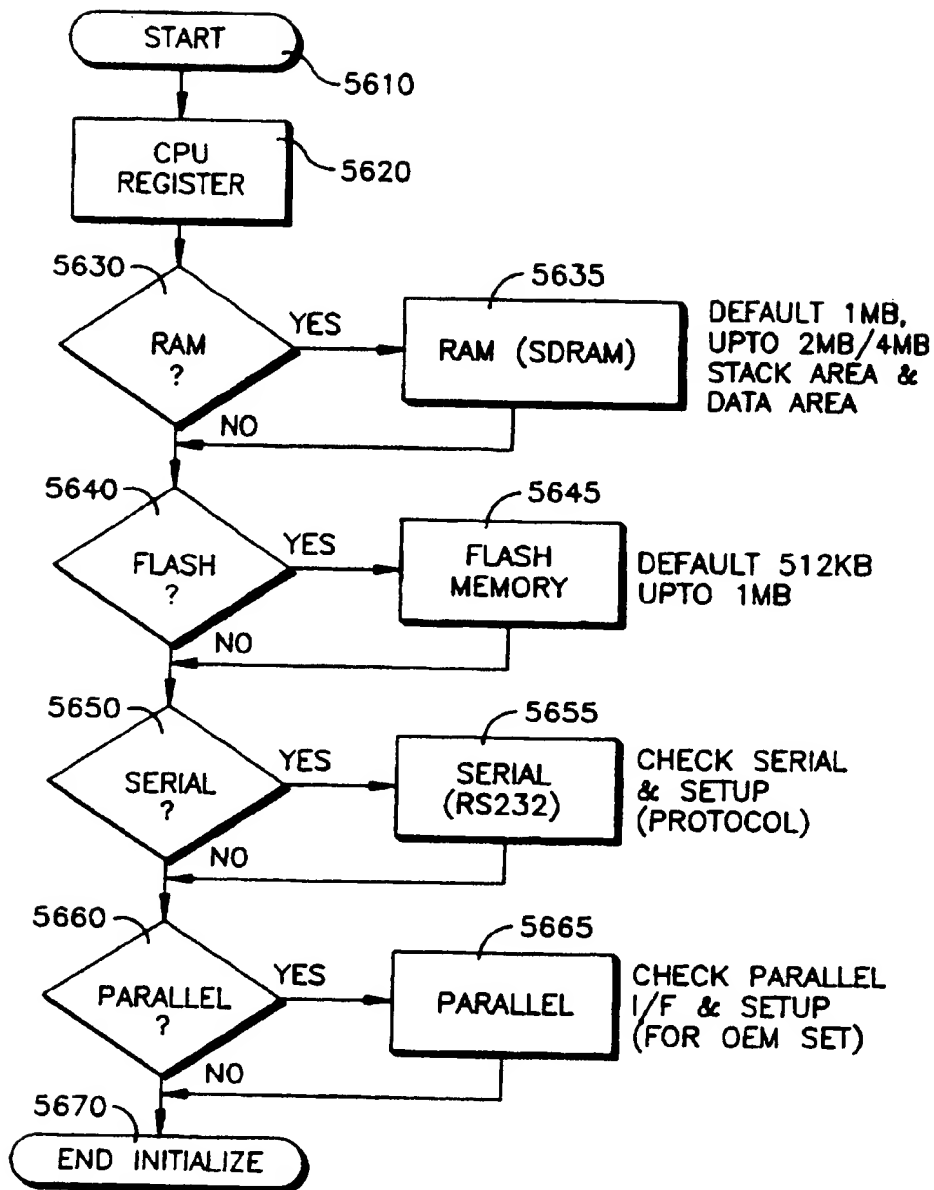 START
5610
CPU
REGISTER
5620
5630
RAM
?
YES
NO
5635
RAM (SDRAM)
DEFAULT 1MB,
UPTO 2MB/4MB
STACK AREA &
DATA AREA
5640
FLASH
?
YES
NO
5645
FLASH
MEMORY
DEFAULT 512KB
UPTO 1MB
5650
SERIAL
?
YES
NO
5655
SERIAL
(RS232)
CHECK SERIAL
& SETUP
(PROTOCOL)
5660
PARALLEL
?
YES
NO
5665
PARALLEL
CHECK PARALLEL
I/F & SETUP
(FOR OEM SET)
5670
END INITIALIZE